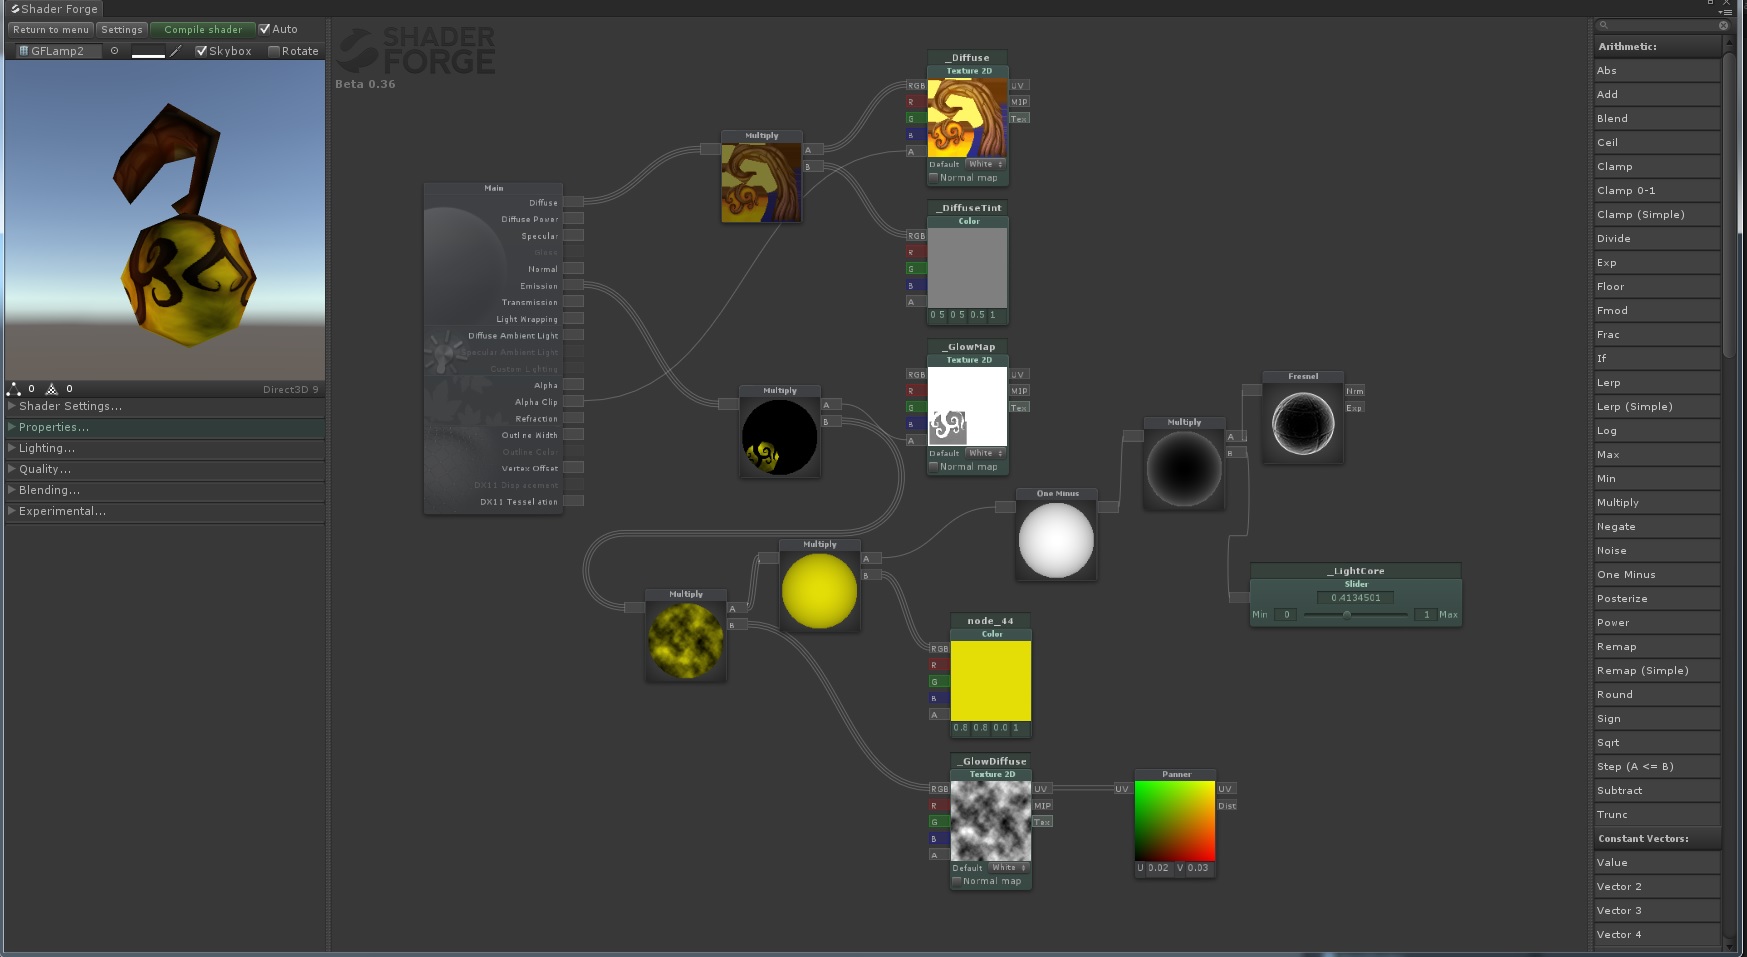 Shader Forge
Return to menu Settings Compile shader Auto
GFLamp2 Skybox Rotate
0 0 Direct3D 9
Shader Settings...
Properties...
Lighting...
Quality...
Blending...
Experimental...
SHADER
FORGE
Beta 0.36
Main
Diffuse
Diffuse Power
Specular
Gloss
Normal
Emission
Transmission
Light Wrapping
Diffuse Ambient Light
Specular Ambient Light
Custom Lighting
Alpha
Alpha Clip
Refraction
Outline Width
Outline Color
Vertex Offset
DX11 Displacement
DX11 Tessellation
Multiply
A
B
_Diffuse
Texture 2D
RGB UV
R MIP
G Tex
B
A
Default White
Normal map
_DiffuseTint
Color
RGB
R
G
B
A
0.5 0.5 0.5 1
_GlowMap
Texture 2D
RGB UV
R MIP
G Tex
B
A
Default White
Normal map
Multiply
A
B
Fresnel
Nrm
Exp
Multiply
A
B
One Minus
_LightCore
Slider
0.4134501
Min 0 1 Max
Multiply
A
B
Multiply
A
B
node_44
Color
RGB
R
G
B
A
0.8 0.8 0.0 1
_GlowDiffuse
Texture 2D
RGB UV
R MIP
G Tex
B
A
Default White
Normal map
Panner
UV UV
Dist
U 0.02 V 0.03
Arithmetic:
Abs
Add
Blend
Ceil
Clamp
Clamp 0-1
Clamp (Simple)
Divide
Exp
Floor
Fmod
Frac
If
Lerp
Lerp (Simple)
Log
Max
Min
Multiply
Negate
Noise
One Minus
Posterize
Power
Remap
Remap (Simple)
Round
Sign
Sqrt
Step (A <= B)
Subtract
Trunc
Constant Vectors:
Value
Vector 2
Vector 3
Vector 4